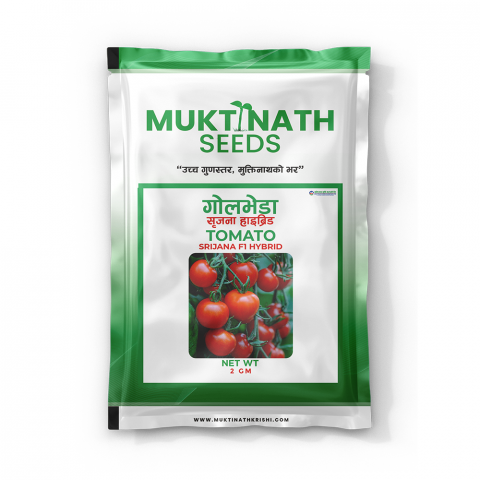 MUKTINATH
SEEDS
“उच्च गुणस्तर, मुक्तिनाथको भर”
गोलभेडा
सृजना हाइब्रिड
TOMATO
SRIJANA F1 HYBRID
NET WT
2 GM
WWW.MUKTINATHKRISHI.COM